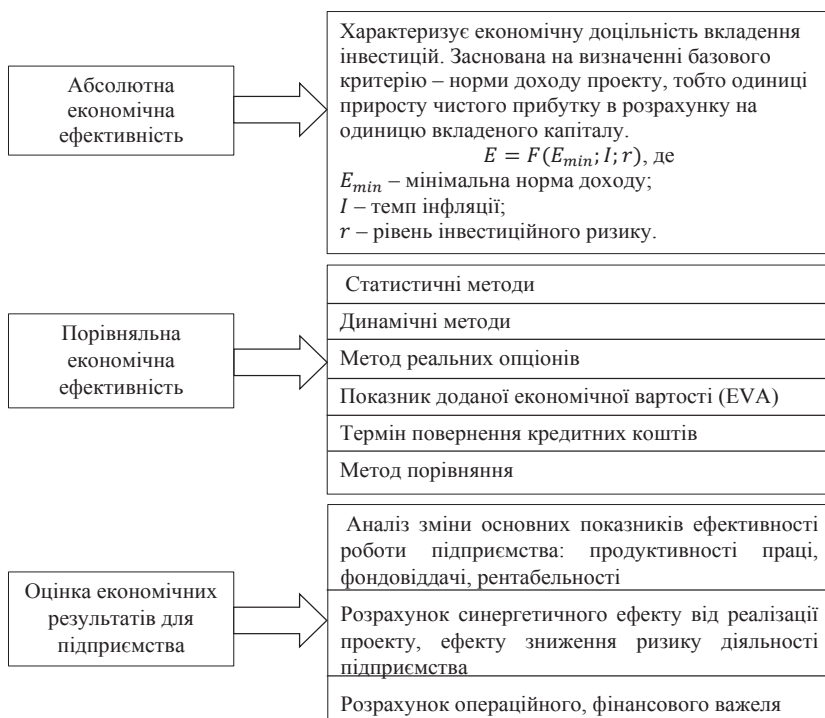 Абсолютна
економічна
ефективність
Характеризує економічну доцільність вкладення
інвестицій. Заснована на визначенні базового
критерію – норми доходу проекту, тобто одиниці
приросту чистого прибутку в розрахунку на
одиницю вкладеного капіталу.
E = F(E_min; I; r), де
E_min – мінімальна норма доходу;
I – темп інфляції;
r – рівень інвестиційного ризику.
Порівняльна
економічна
ефективність
Статистичні методи
Динамічні методи
Метод реальних опціонів
Показник доданої економічної вартості (EVA)
Термін повернення кредитних коштів
Метод порівняння
Оцінка економічних
результатів для
підприємства
Аналіз зміни основних показників ефективності
роботи підприємства: продуктивності праці,
фондовіддачі, рентабельності
Розрахунок синергетичного ефекту від реалізації
проекту, ефекту зниження ризику діяльності
підприємства
Розрахунок операційного, фінансового важеля